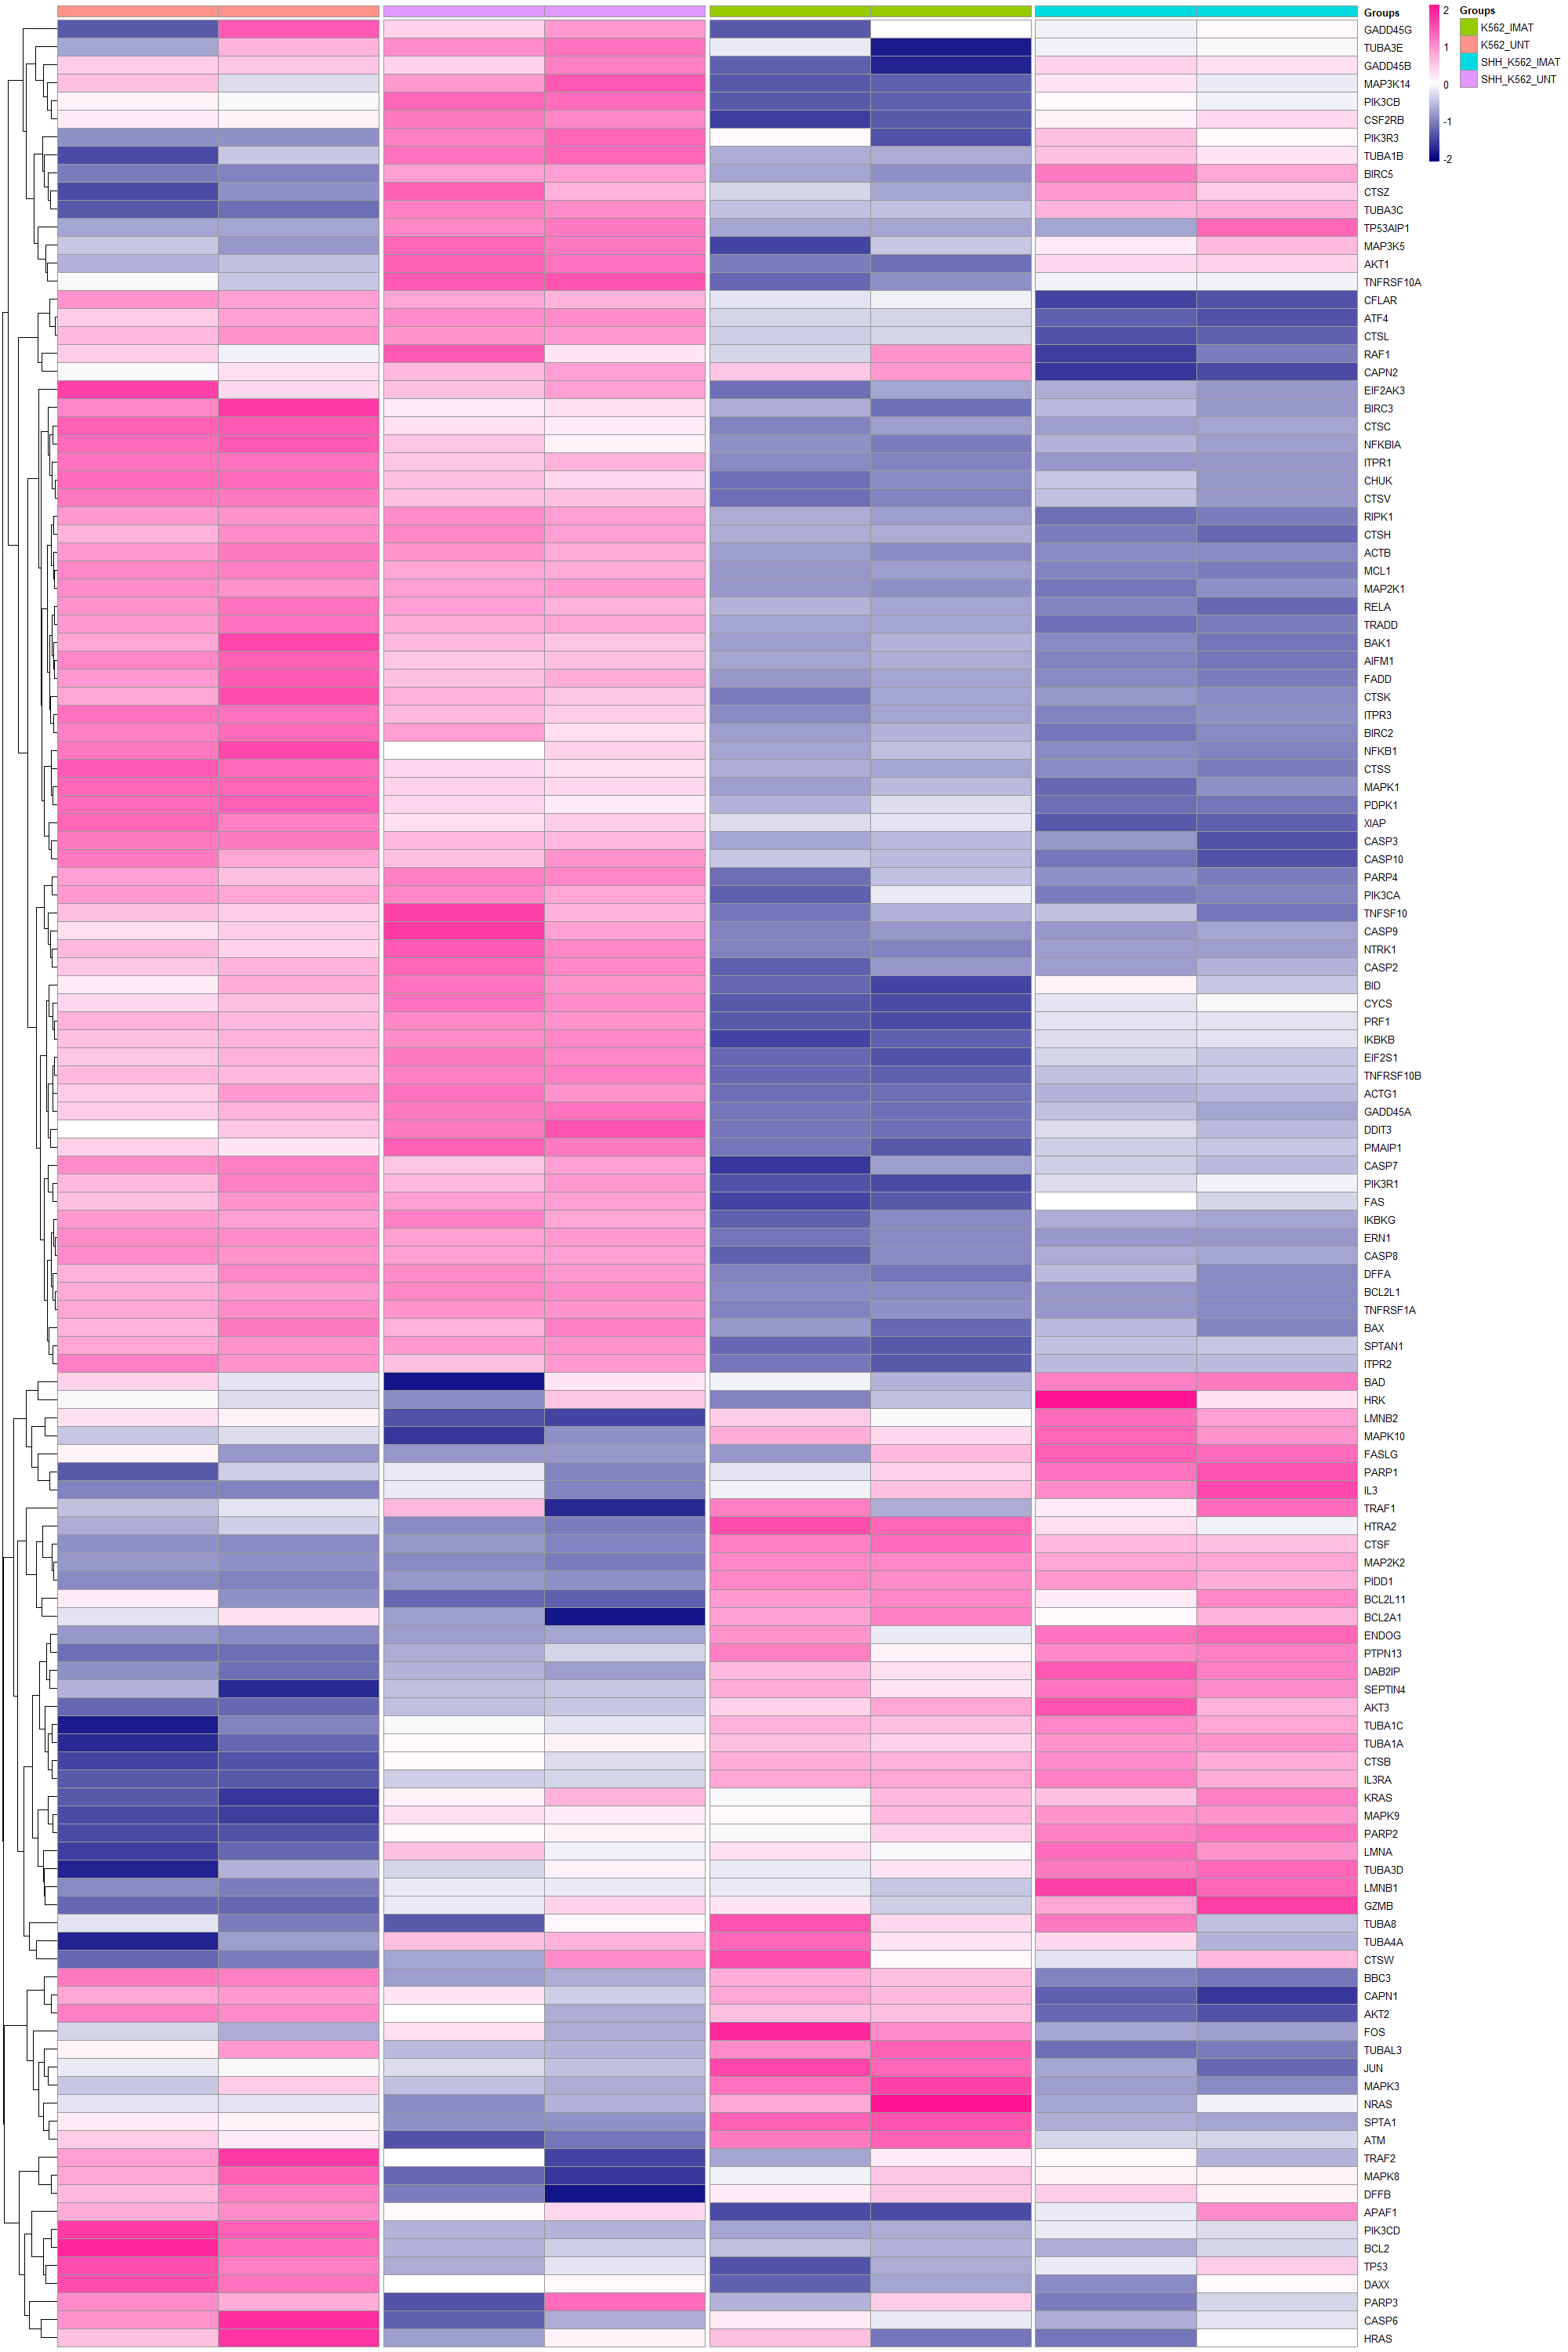 Groups
GADD45G
TUBA3E
GADD45B
MAP3K14
PIK3CB
CSF2RB
PIK3R3
TUBA1B
BIRC5
CTSZ
TUBA3C
TP53AIP1
MAP3K5
AKT1
TNFRSF10A
CFLAR
ATF4
CTSL
RAF1
CAPN2
EIF2AK3
BIRC3
CTSC
NFKBIA
ITPR1
CHUK
CTSV
RIPK1
CTSH
ACTB
MCL1
MAP2K1
RELA
TRADD
BAK1
AIFM1
FADD
CTSK
ITPR3
BIRC2
NFKB1
CTSS
MAPK1
PDPK1
XIAP
CASP3
CASP10
PARP4
PIK3CA
TNFSF10
CASP9
NTRK1
CASP2
BID
CYCS
PRF1
IKBKB
EIF2S1
TNFRSF10B
ACTG1
GADD45A
DDIT3
PMAIP1
CASP7
PIK3R1
FAS
IKBKG
ERN1
CASP8
DFFA
BCL2L1
TNFRSF1A
BAX
SPTAN1
ITPR2
BAD
HRK
LMNB2
MAPK10
FASLG
PARP1
IL3
TRAF1
HTRA2
CTSF
MAP2K2
PIDD1
BCL2L11
BCL2A1
ENDOG
PTPN13
DAB2IP
SEPTIN4
AKT3
TUBA1C
TUBA1A
CTSB
IL3RA
KRAS
MAPK9
PARP2
LMNA
TUBA3D
LMNB1
GZMB
TUBA8
TUBA4A
CTSW
BBC3
CAPN1
AKT2
FOS
TUBAL3
JUN
MAPK3
NRAS
SPTA1
ATM
TRAF2
MAPK8
DFFB
APAF1
PIK3CD
BCL2
TP53
DAXX
PARP3
CASP6
HRAS
2
1
0
-1
-2
Groups
K562_IMAT
K562_UNT
SHH_K562_IMAT
SHH_K562_UNT